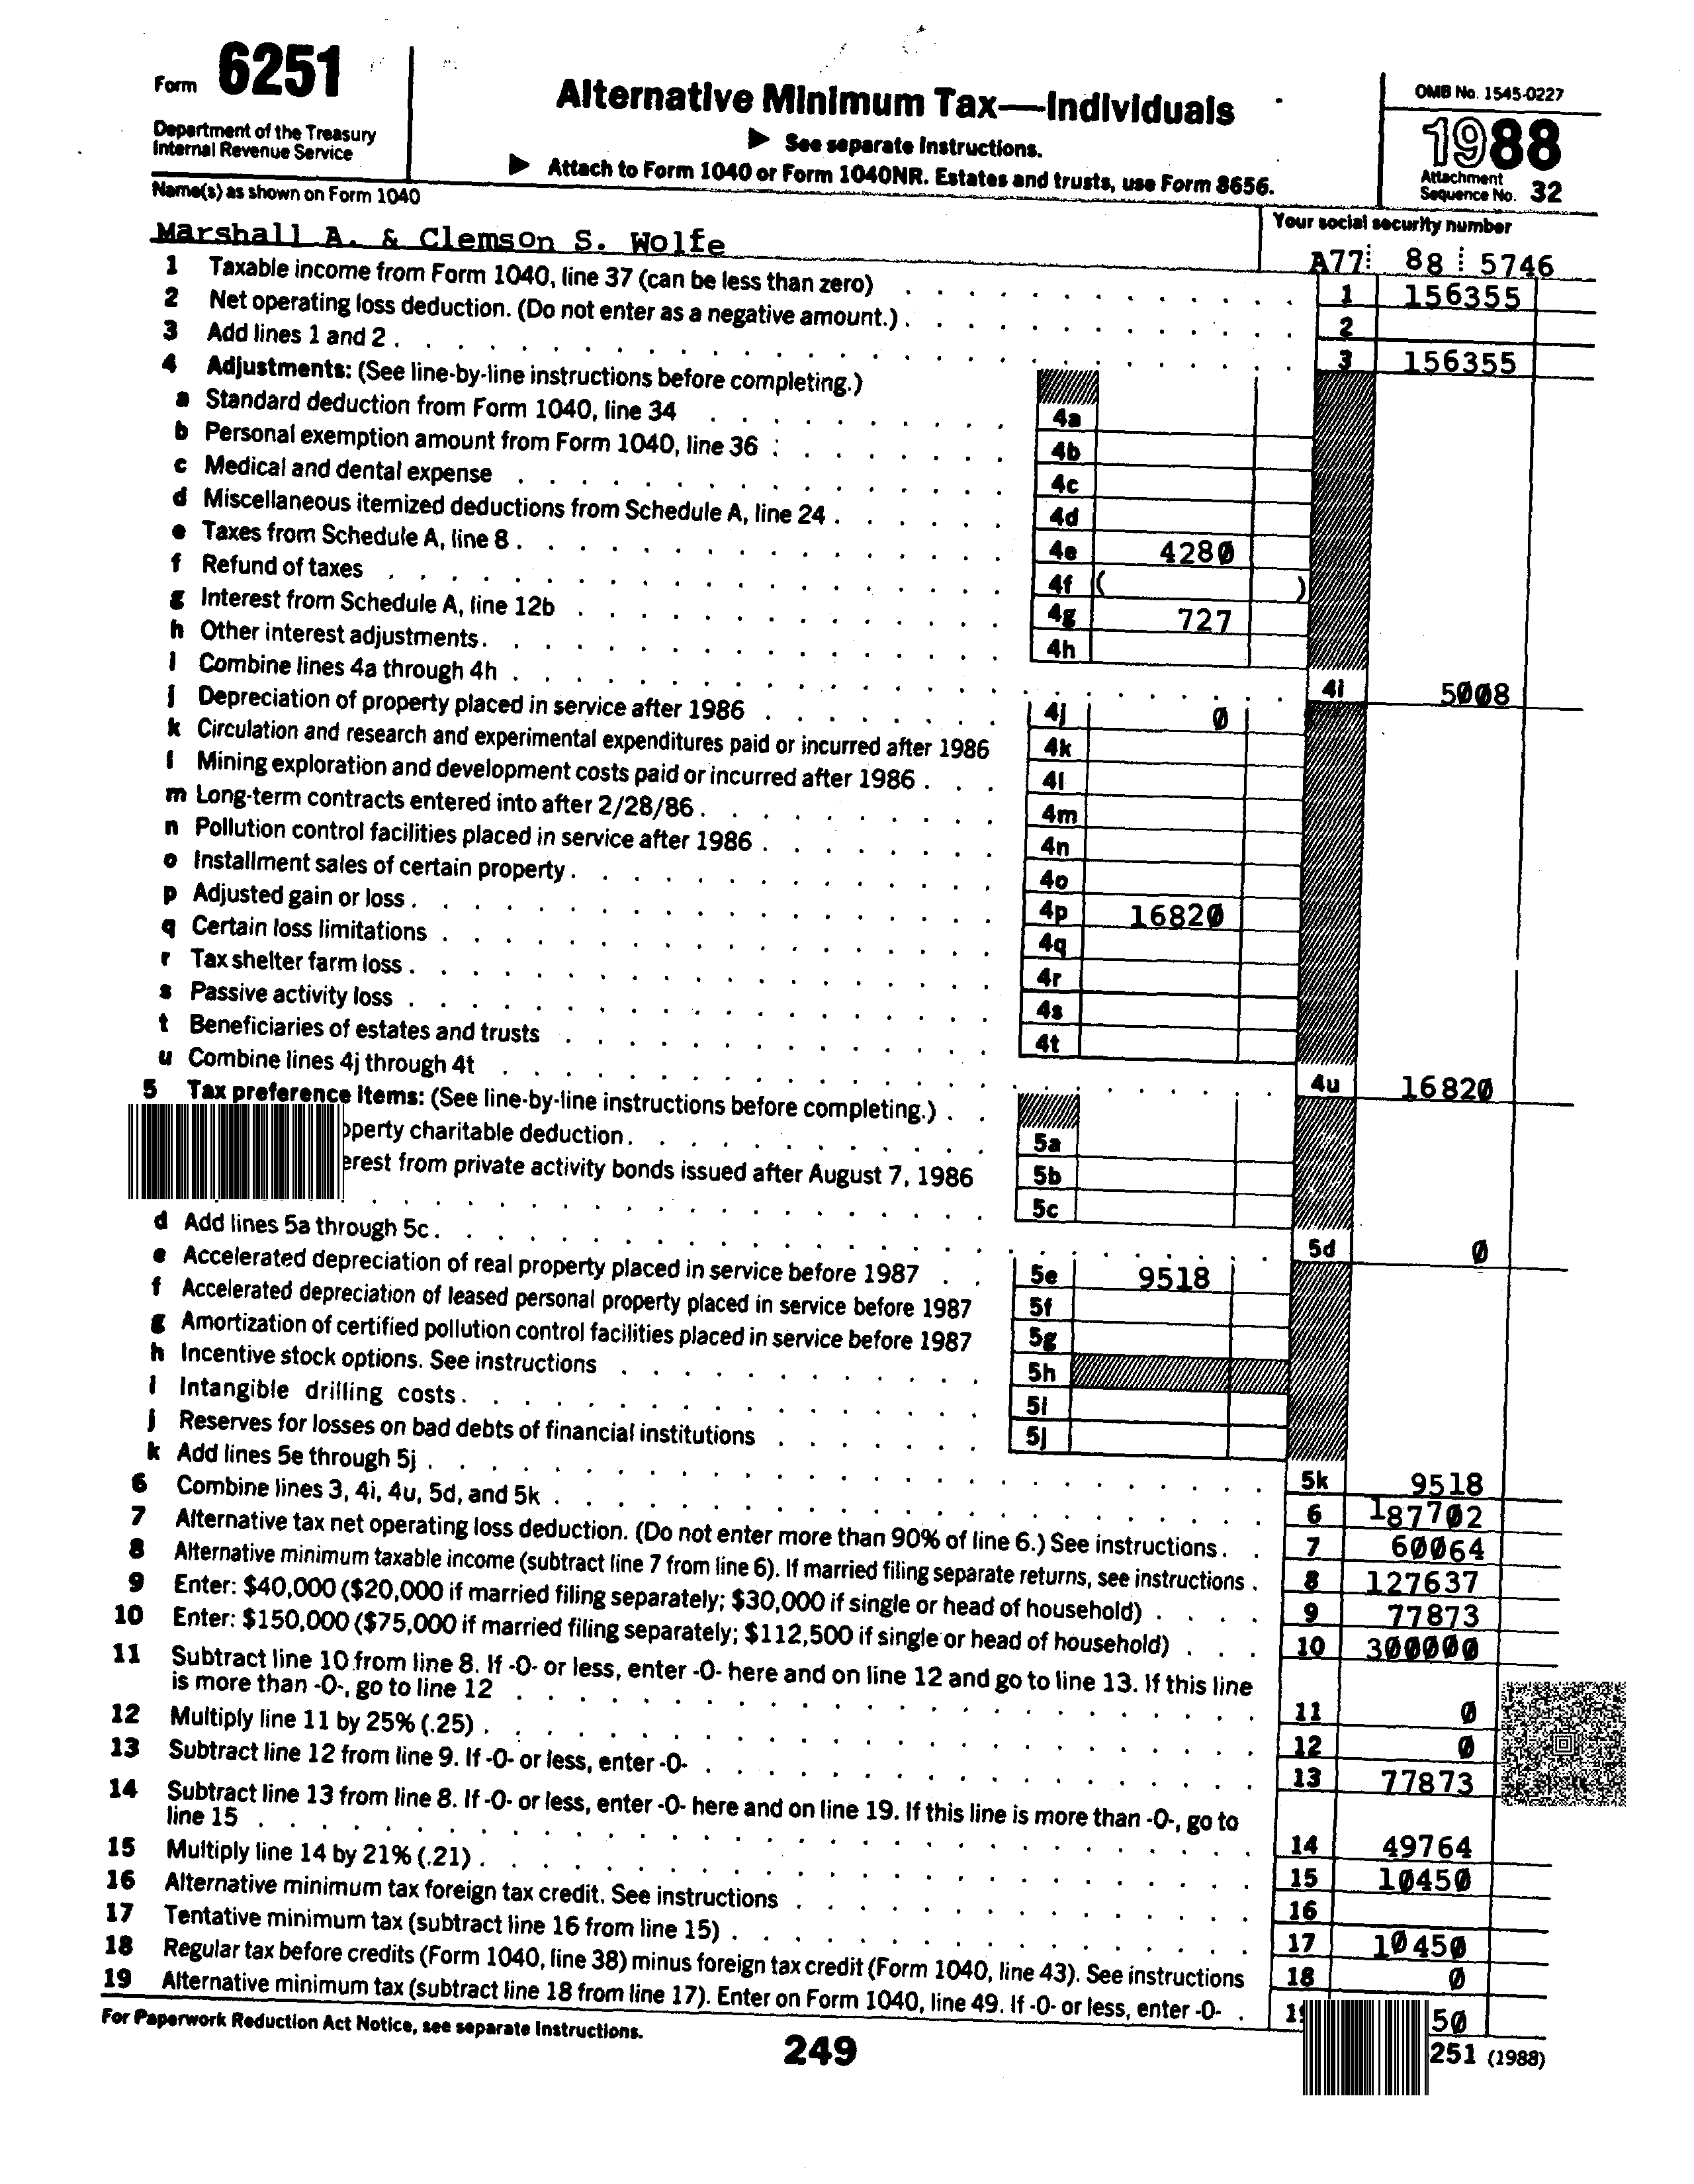 Form 6251
Department of the Treasury
Internal Revenue Service
Alternative Minimum Tax—Individuals
▶ See separate instructions.
▶ Attach to Form 1040 or Form 1040NR. Estates and trusts, use Form 8656.
OMB No. 1545-0227
1988
Attachment
Sequence No. 32
Name(s) as shown on Form 1040
Your social security number
Marshall A. & Clemson S. Wolfe
A77 88 5746
1 Taxable income from Form 1040, line 37 (can be less than zero) 1 156355
2 Net operating loss deduction. (Do not enter as a negative amount.) 2
3 Add lines 1 and 2 3 156355
4 Adjustments: (See line-by-line instructions before completing.)
a Standard deduction from Form 1040, line 34 4a
b Personal exemption amount from Form 1040, line 36 4b
c Medical and dental expense 4c
d Miscellaneous itemized deductions from Schedule A, line 24 4d
e Taxes from Schedule A, line 8 4e 4280
f Refund of taxes 4f ( )
g Interest from Schedule A, line 12b 4g 727
h Other interest adjustments 4h
i Combine lines 4a through 4h 4i 5008
j Depreciation of property placed in service after 1986 4j 0
k Circulation and research and experimental expenditures paid or incurred after 1986 4k
l Mining exploration and development costs paid or incurred after 1986 4l
m Long-term contracts entered into after 2/28/86 4m
n Pollution control facilities placed in service after 1986 4n
o Installment sales of certain property 4o
p Adjusted gain or loss 4p 16820
q Certain loss limitations 4q
r Tax shelter farm loss 4r
s Passive activity loss 4s
t Beneficiaries of estates and trusts 4t
u Combine lines 4j through 4t 4u 16820
5 Tax preference items: (See line-by-line instructions before completing.)
operty charitable deduction 5a
erest from private activity bonds issued after August 7, 1986 5b
5c
d Add lines 5a through 5c 5d 0
e Accelerated depreciation of real property placed in service before 1987 5e 9518
f Accelerated depreciation of leased personal property placed in service before 1987 5f
g Amortization of certified pollution control facilities placed in service before 1987 5g
h Incentive stock options. See instructions 5h
i Intangible drilling costs 5i
j Reserves for losses on bad debts of financial institutions 5j
k Add lines 5e through 5j 5k 9518
6 Combine lines 3, 4i, 4u, 5d, and 5k 6 187702
7 Alternative tax net operating loss deduction. (Do not enter more than 90% of line 6.) See instructions 7 60064
8 Alternative minimum taxable income (subtract line 7 from line 6). If married filing separate returns, see instructions 8 127637
9 Enter: $40,000 ($20,000 if married filing separately; $30,000 if single or head of household) 9 77873
10 Enter: $150,000 ($75,000 if married filing separately; $112,500 if single or head of household) 10 300000
11 Subtract line 10 from line 8. If -0- or less, enter -0- here and on line 12 and go to line 13. If this line
is more than -0-, go to line 12 11 0
12 Multiply line 11 by 25% (.25) 12 0
13 Subtract line 12 from line 9. If -0- or less, enter -0- 13 77873
14 Subtract line 13 from line 8. If -0- or less, enter -0- here and on line 19. If this line is more than -0-, go to
line 15 14 49764
15 Multiply line 14 by 21% (.21) 15 10450
16 Alternative minimum tax foreign tax credit. See instructions 16
17 Tentative minimum tax (subtract line 16 from line 15) 17 10450
18 Regular tax before credits (Form 1040, line 38) minus foreign tax credit (Form 1040, line 43). See instructions 18 0
19 Alternative minimum tax (subtract line 18 from line 17). Enter on Form 1040, line 49. If -0- or less, enter -0- 50
For Paperwork Reduction Act Notice, see separate instructions.
249
251 (1988)